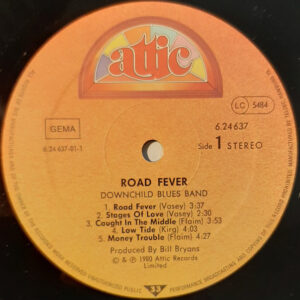 attic
GEMA
LC 5484
6.24 637-01-1
6.24 637
Side 1 STEREO
ROAD FEVER
DOWNCHILD BLUES BAND
1. Road Fever (Vasey) 3:37
2. Stages Of Love (Vasey) 2:30
3. Caught In The Middle (Flaim) 3:53
4. Low Tide (King) 4:03
5. Money Trouble (Flaim) 4:27
Produced By Bill Bryans
© & ℗ 1980 Attic Records
Limited
33
PERFORMANCE BROADCASTING AND